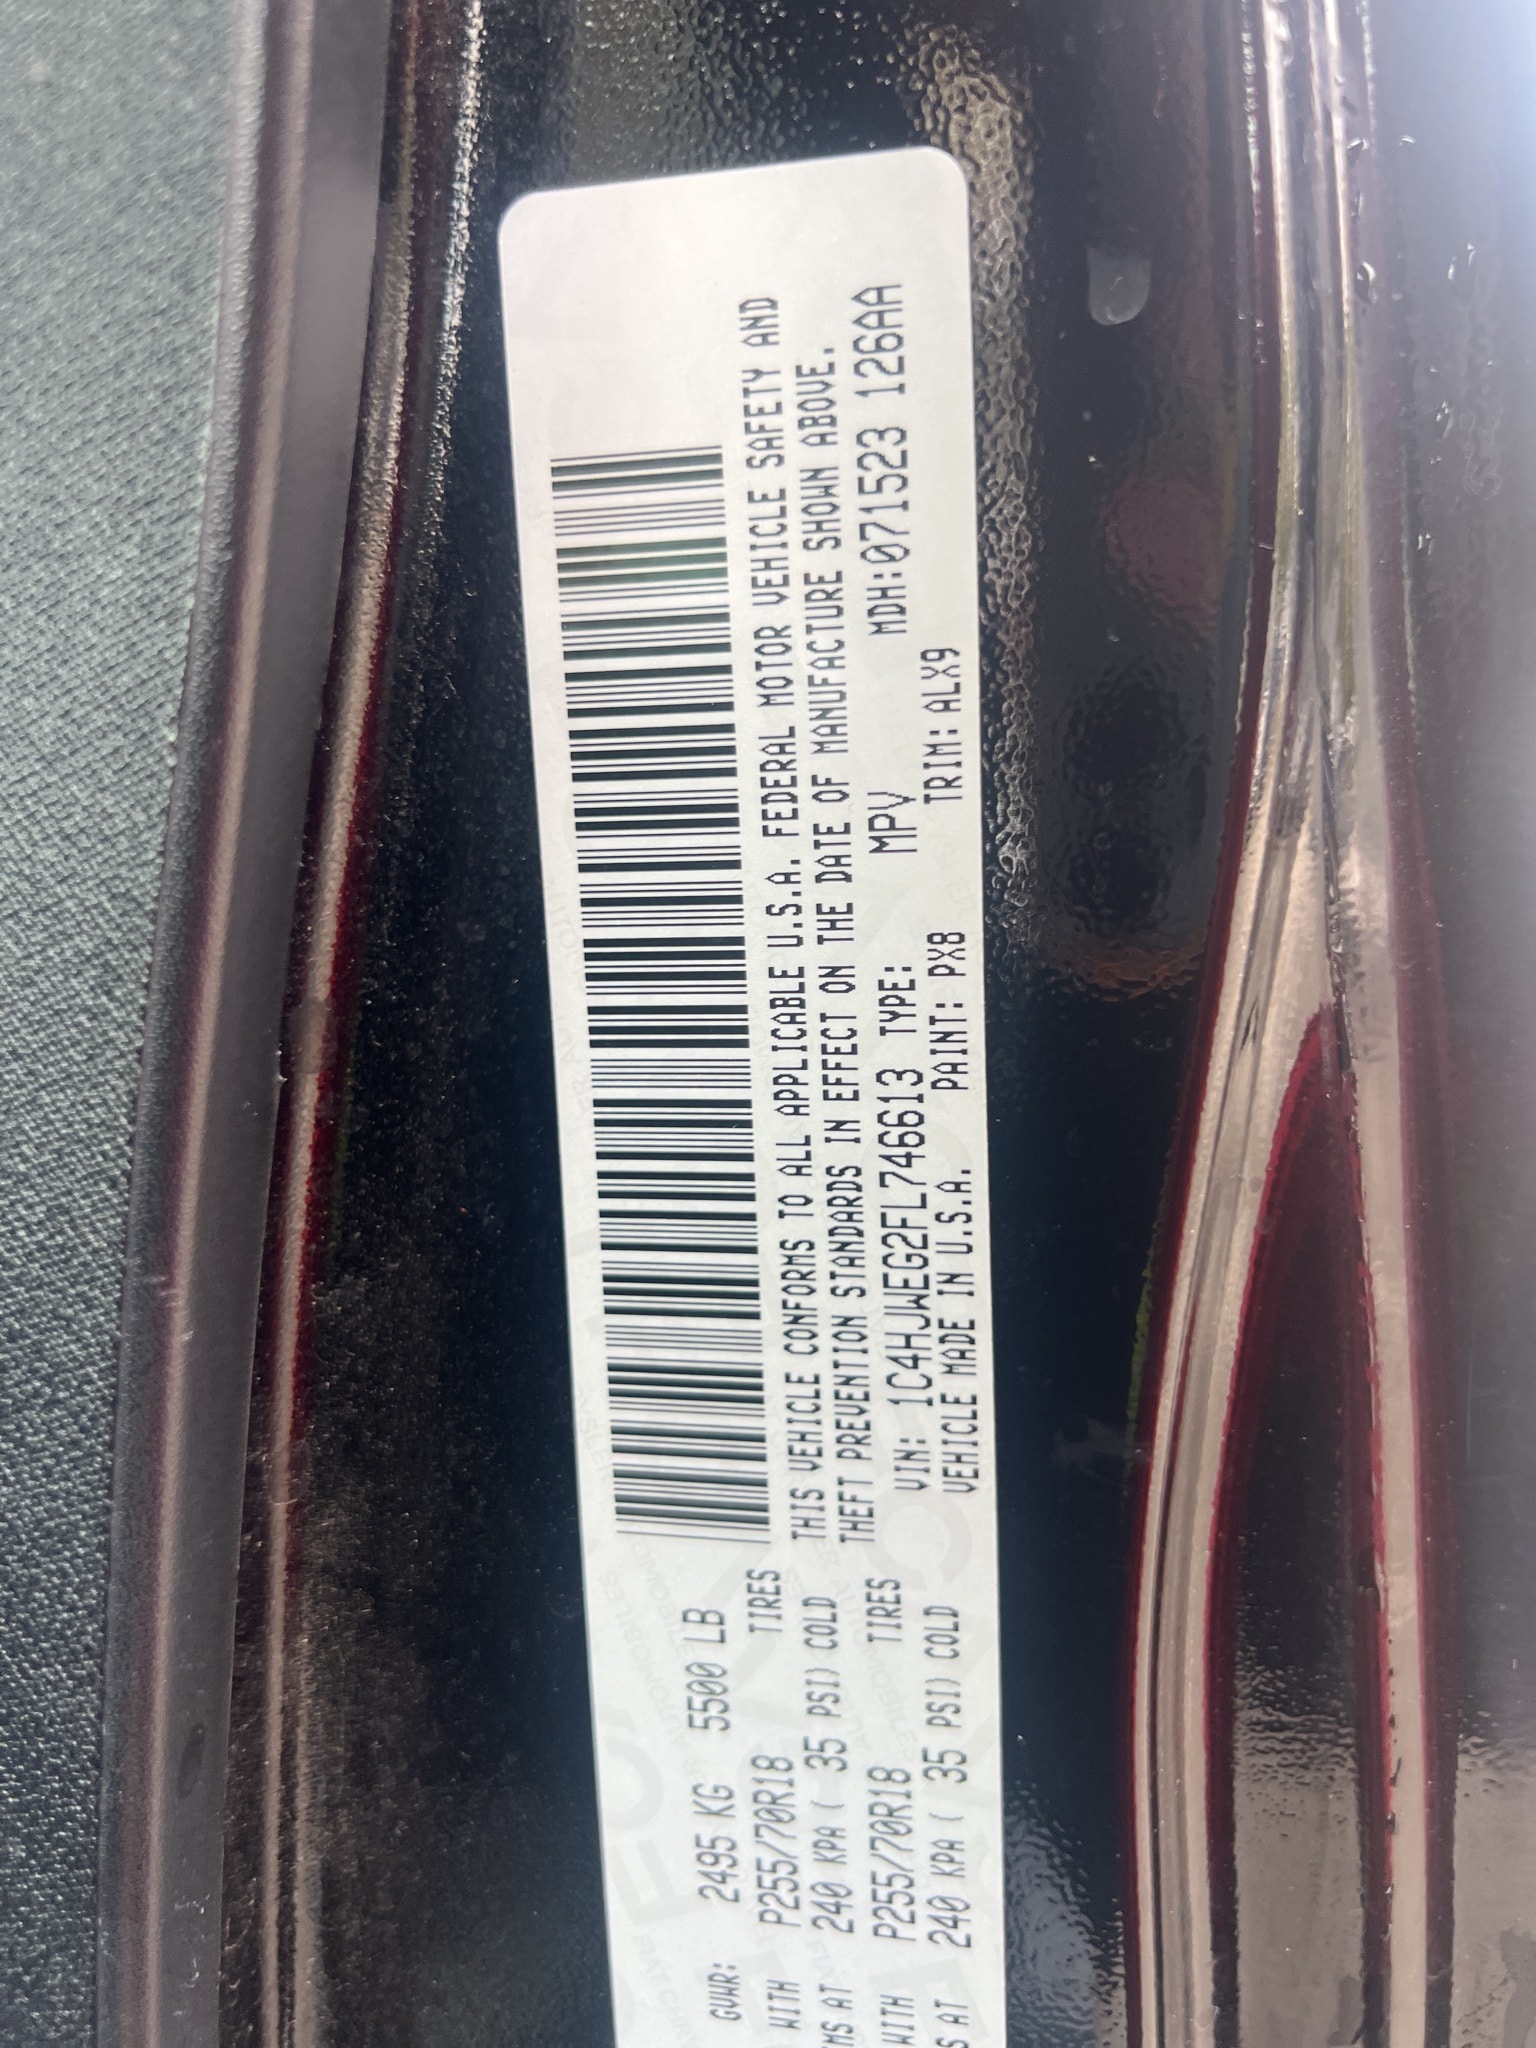 GVWR: 2495 KG 5500 LB
WITH P255/70R18 TIRES
AT 240 KPA ( 35 PSI) COLD
WITH P255/70R18 TIRES
AT 240 KPA ( 35 PSI) COLD
THIS VEHICLE CONFORMS TO ALL APPLICABLE U.S.A. FEDERAL MOTOR VEHICLE SAFETY AND
THEFT PREVENTION STANDARDS IN EFFECT ON THE DATE OF MANUFACTURE SHOWN ABOVE.
VIN: 1C4HJWEG2FL746613 TYPE: MPV MDH:071523 126AA
VEHICLE MADE IN U.S.A. PAINT: PX8 TRIM: ALX9